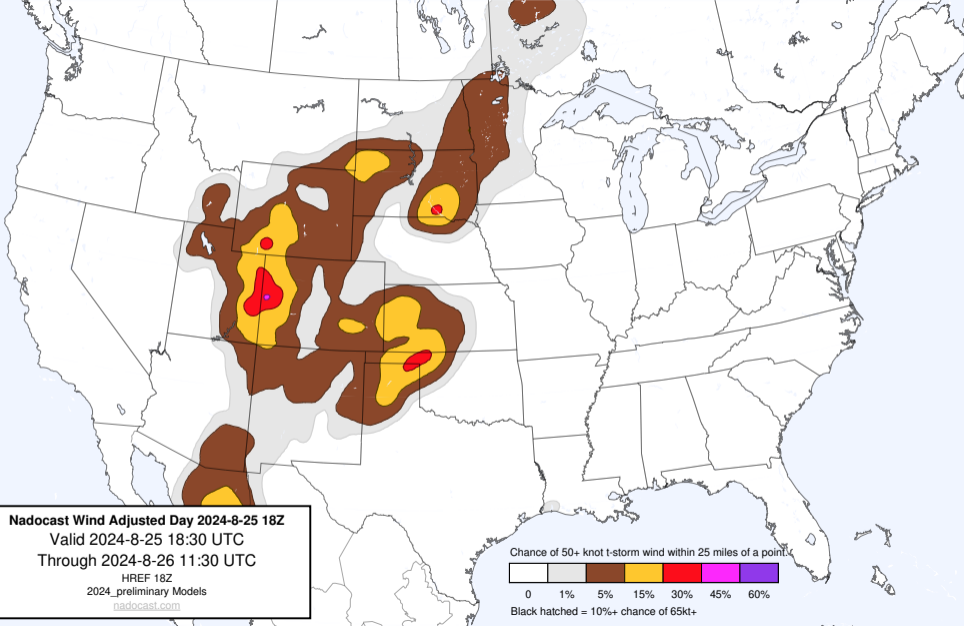 Nadocast Wind Adjusted Day 2024-8-25 18Z
Valid 2024-8-25 18:30 UTC
Through 2024-8-26 11:30 UTC
HREF 18Z
2024_preliminary Models
nadocast.com
Chance of 50+ knot t-storm wind within 25 miles of a point.
0 1% 5% 15% 30% 45% 60%
Black hatched = 10%+ chance of 65kt+